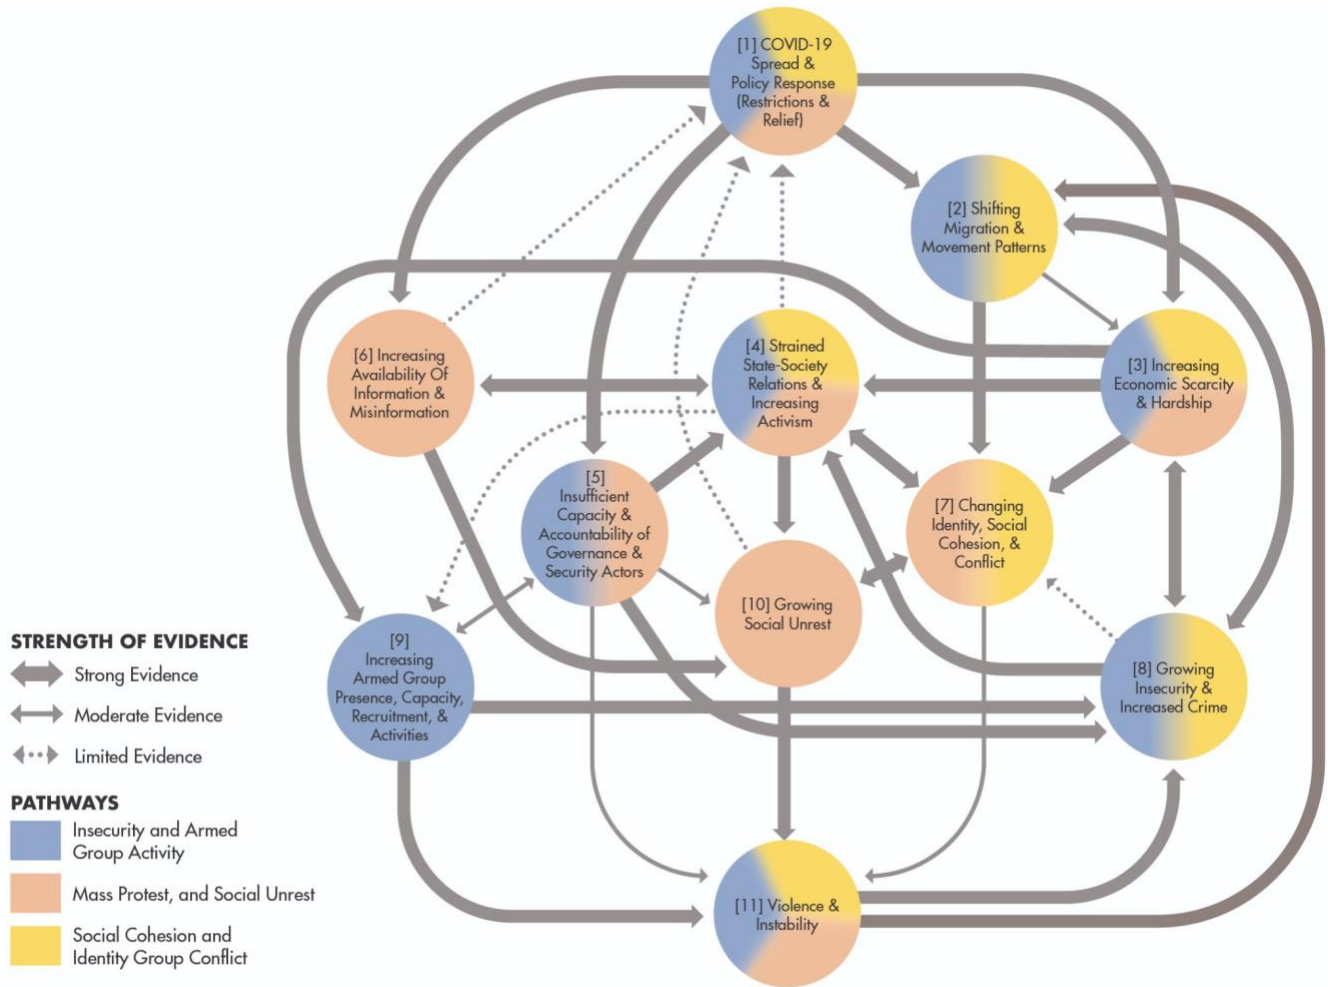 [1] COVID-19
Spread &
Policy Response
(Restrictions &
Relief)
[2] Shifting
Migration &
Movement Patterns
[6] Increasing
Availability Of
Information &
Misinformation
[4] Strained
State-Society
Relations &
Increasing
Activism
[3] Increasing
Economic Scarcity
& Hardship
[5]
Insufficient
Capacity &
Accountability of
Governance &
Security Actors
[7] Changing
Identity, Social
Cohesion, &
Conflict
[10] Growing
Social Unrest
[9]
Increasing
Armed Group
Presence, Capacity,
Recruitment, &
Activities
[8] Growing
Insecurity &
Increased Crime
[11] Violence &
Instability
STRENGTH OF EVIDENCE
Strong Evidence
Moderate Evidence
Limited Evidence
PATHWAYS
Insecurity and Armed
Group Activity
Mass Protest, and Social Unrest
Social Cohesion and
Identity Group Conflict